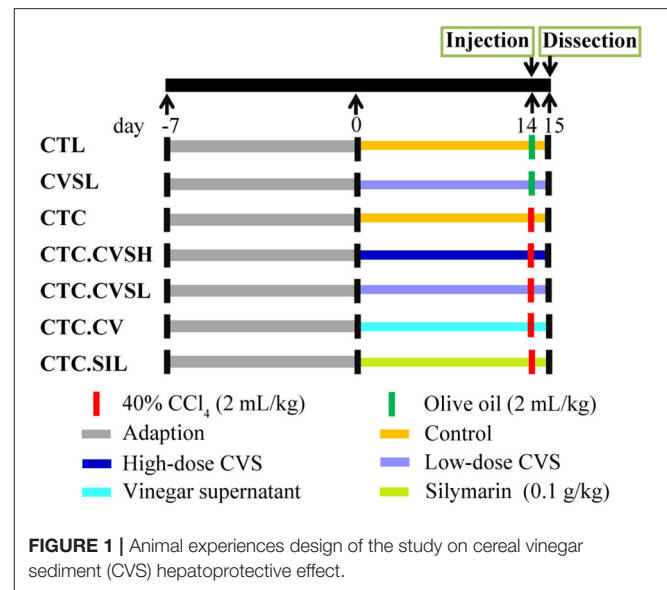 Injection Dissection
day -7 0 14 15
CTL
CVSL
CTC
CTC.CVSH
CTC.CVSL
CTC.CV
CTC.SIL
40% CCl₄ (2 mL/kg) Olive oil (2 mL/kg)
Adaption Control
High-dose CVS Low-dose CVS
Vinegar supernatant Silymarin (0.1 g/kg)
FIGURE 1 | Animal experiences design of the study on cereal vinegar
sediment (CVS) hepatoprotective effect.